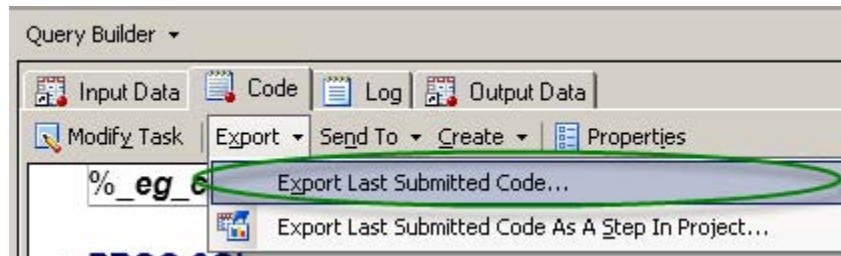 Query Builder
Input Data Code Log Output Data
Modify Task Export Send To Create Properties
%_eg_c
Export Last Submitted Code...
Export Last Submitted Code As A Step In Project...